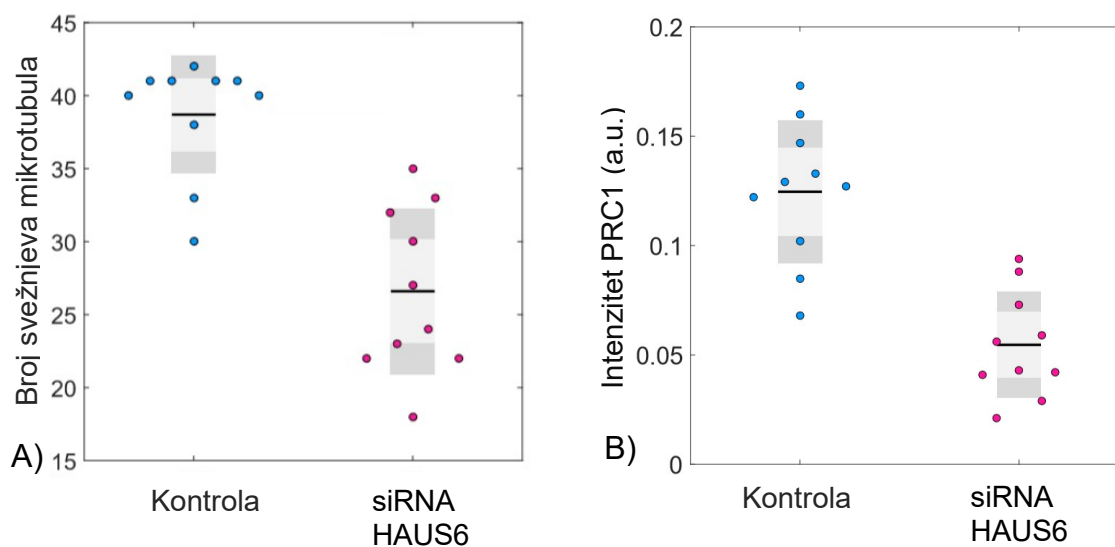 Broj svežnjeva mikrotubula
45
40
35
30
25
20
15
A)
Kontrola
siRNA
HAUS6
Intenzitet PRC1 (a.u.)
0.2
0.15
0.1
0.05
0
B)
Kontrola
siRNA
HAUS6